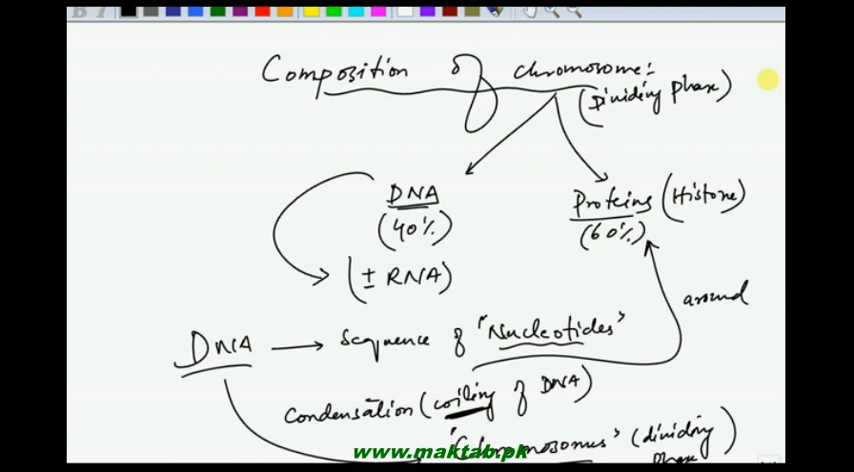 Composition of chromosome:
(Dividing phase)
DNA
(40%)
Proteins (Histone)
(60%)
(± RNA)
around
DNA → Sequence of "Nucleotides"
Condensation (coiling of DNA)
"Chromosomes" (dividing
phase
www.maktab.pk